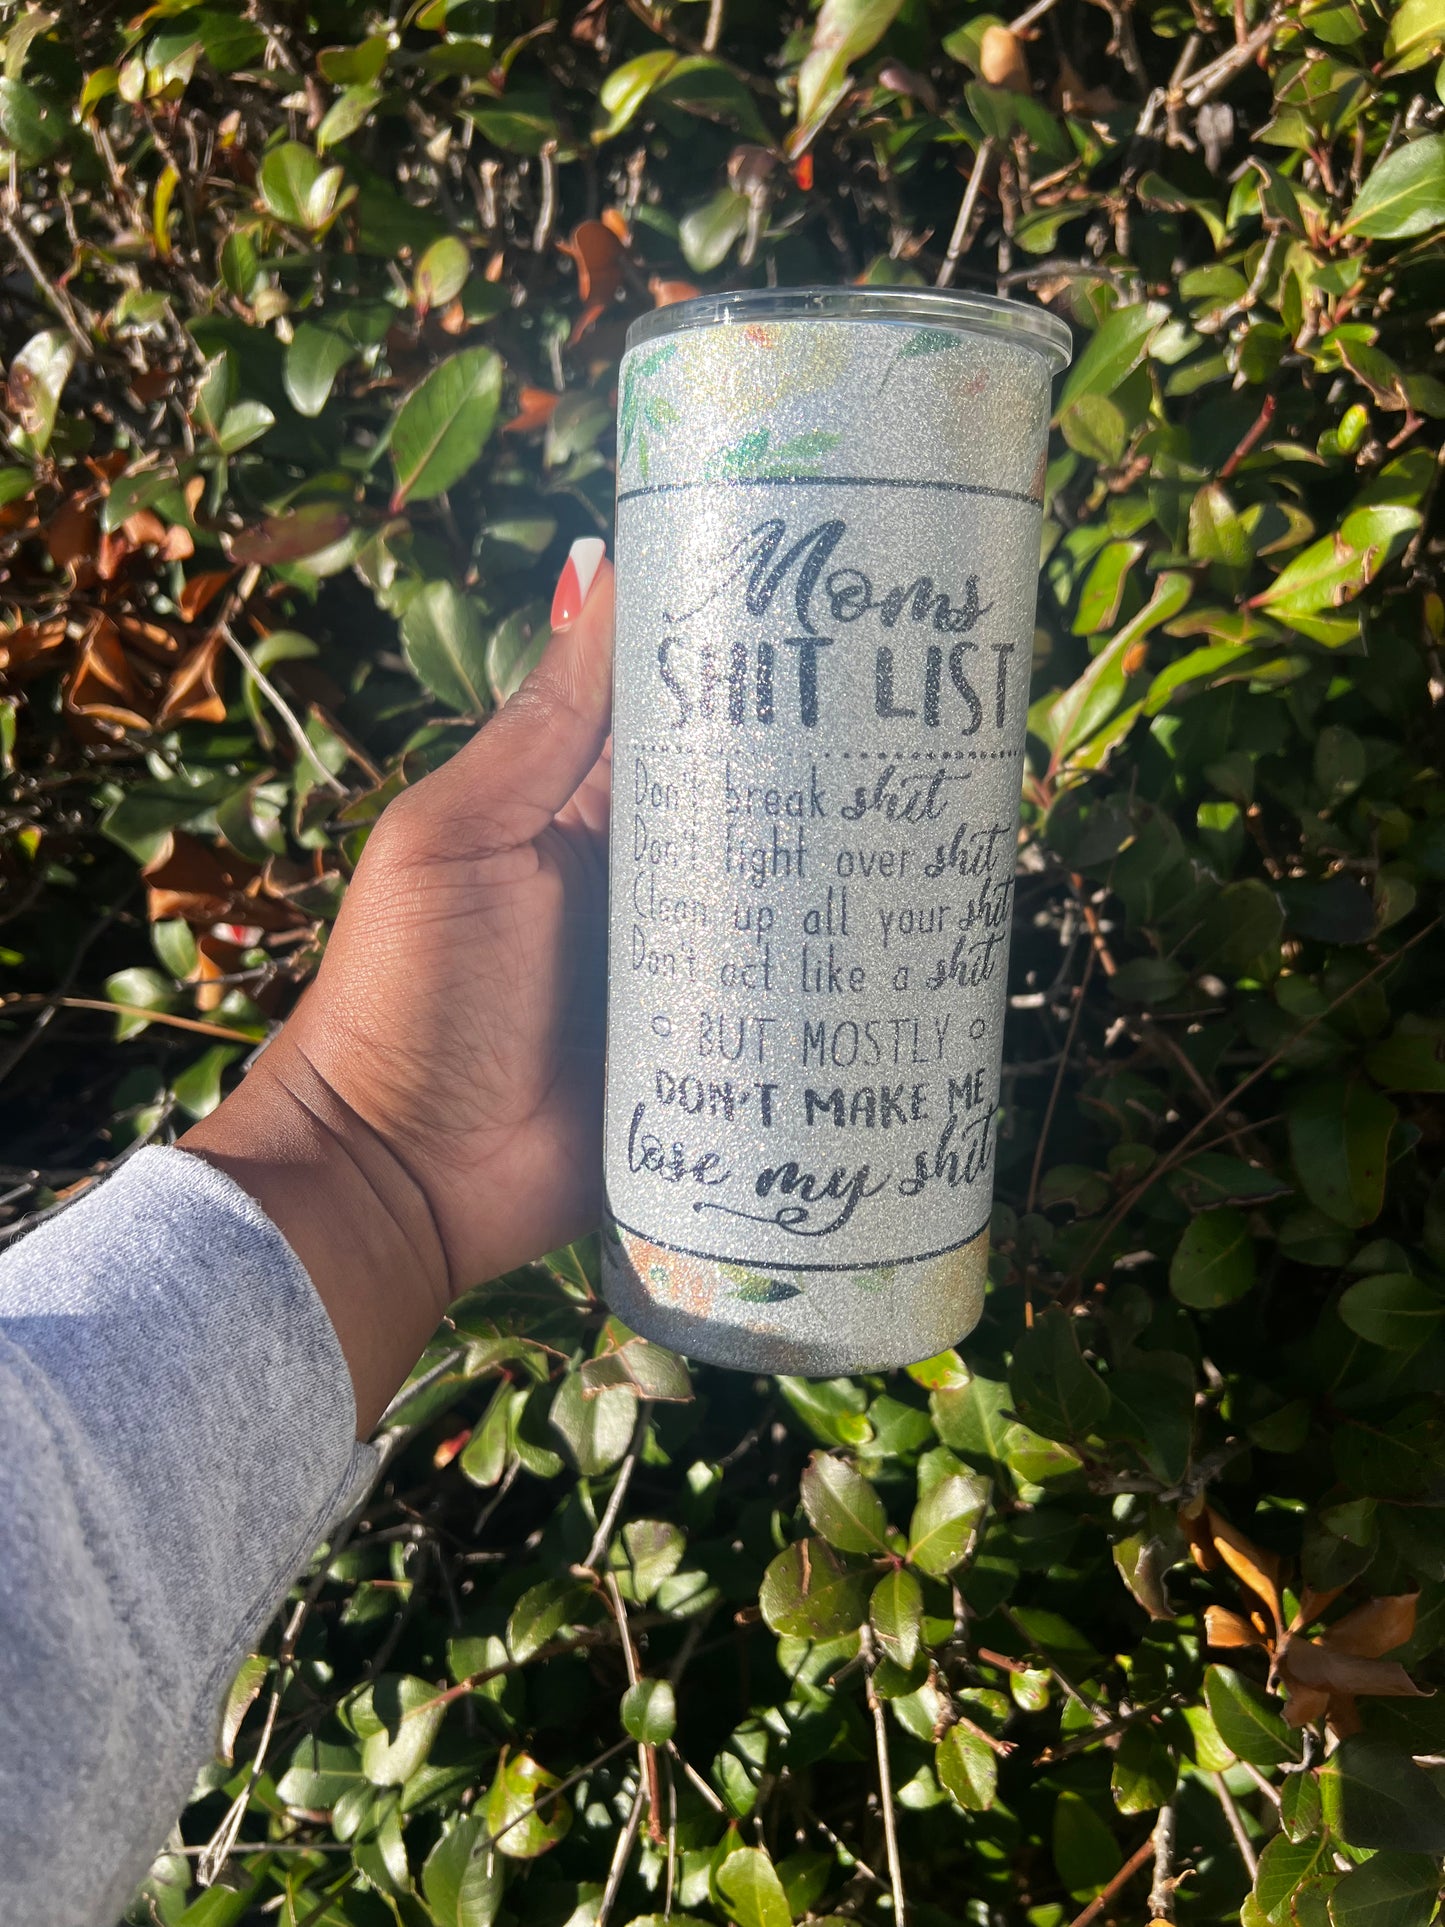 Moms
SHIT LIST
Don't break shit
Don't fight over shit
Clean up all your shit
Don't act like a shit
BUT MOSTLY
DON'T MAKE ME
lose my shit